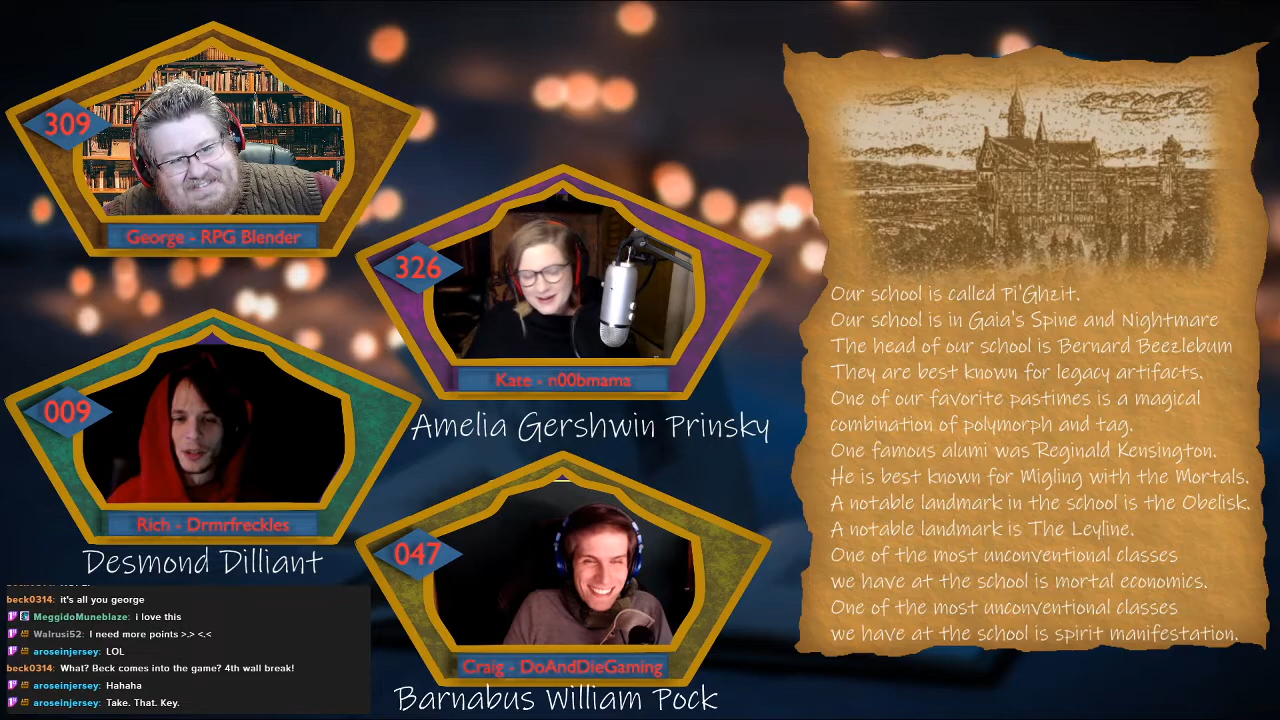 309
George - RPG Blender
326
Kate - n00bmama
Amelia Gershwin Prinsky
009
Rich - Drmrfreckles
Desmond Dilliant
047
Craig - DoAndDieGaming
Barnabus William Pock
beck0314: it's all you george
MeggidoMuneblaze: i love this
Walrusi52: I need more points >.> <.<
aroseinjersey: LOL
beck0314: What? Beck comes into the game? 4th wall break!
aroseinjersey: Hahaha
aroseinjersey: Take. That. Key.
Our school is called Pi'Ghzit.
Our school is in Gaia's Spine and Nightmare
The head of our school is Bernard Beezlebum
They are best known for legacy artifacts.
One of our favorite pastimes is a magical
combination of polymorph and tag.
One famous alumi was Reginald Kensington.
He is best known for Migling with the Mortals.
A notable landmark in the school is the Obelisk.
A notable landmark is The Leyline.
One of the most unconventional classes
we have at the school is mortal economics.
One of the most unconventional classes
we have at the school is spirit manifestation.